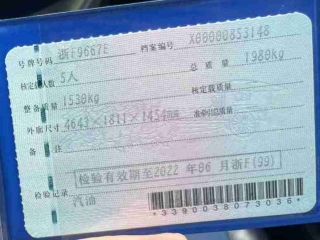 号牌号码 浙F9667E 档案编号 X00000853148
核定载人数 5人 总质量 1980kg
整备质量 1530kg 核定载质量
外廓尺寸 4641×1811×1454mm 准牵引总质量
备注
检验有效期至2022年06月浙F(99)
检验记录
汽油
*3390038073036*